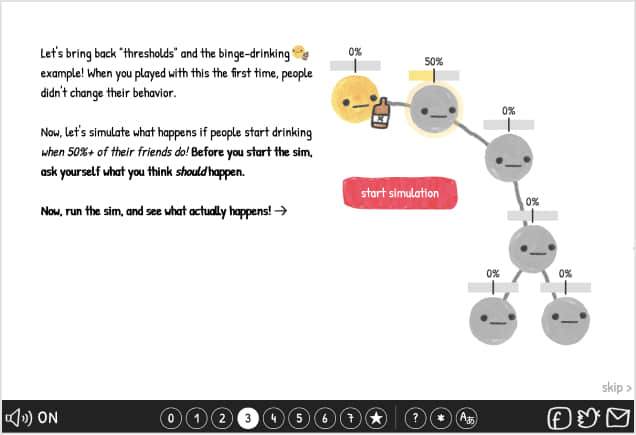 Let's bring back "thresholds" and the binge-drinking
example! When you played with this the first time, people
didn't change their behavior.
Now, let's simulate what happens if people start drinking
when 50%+ of their friends do! Before you start the sim,
ask yourself what you think should happen.
Now, run the sim, and see what actually happens! →
0%
50%
0%
start simulation
0%
0%
0%
skip >
ON
0 1 2 3 4 5 6 7 ★ ? * Aあ